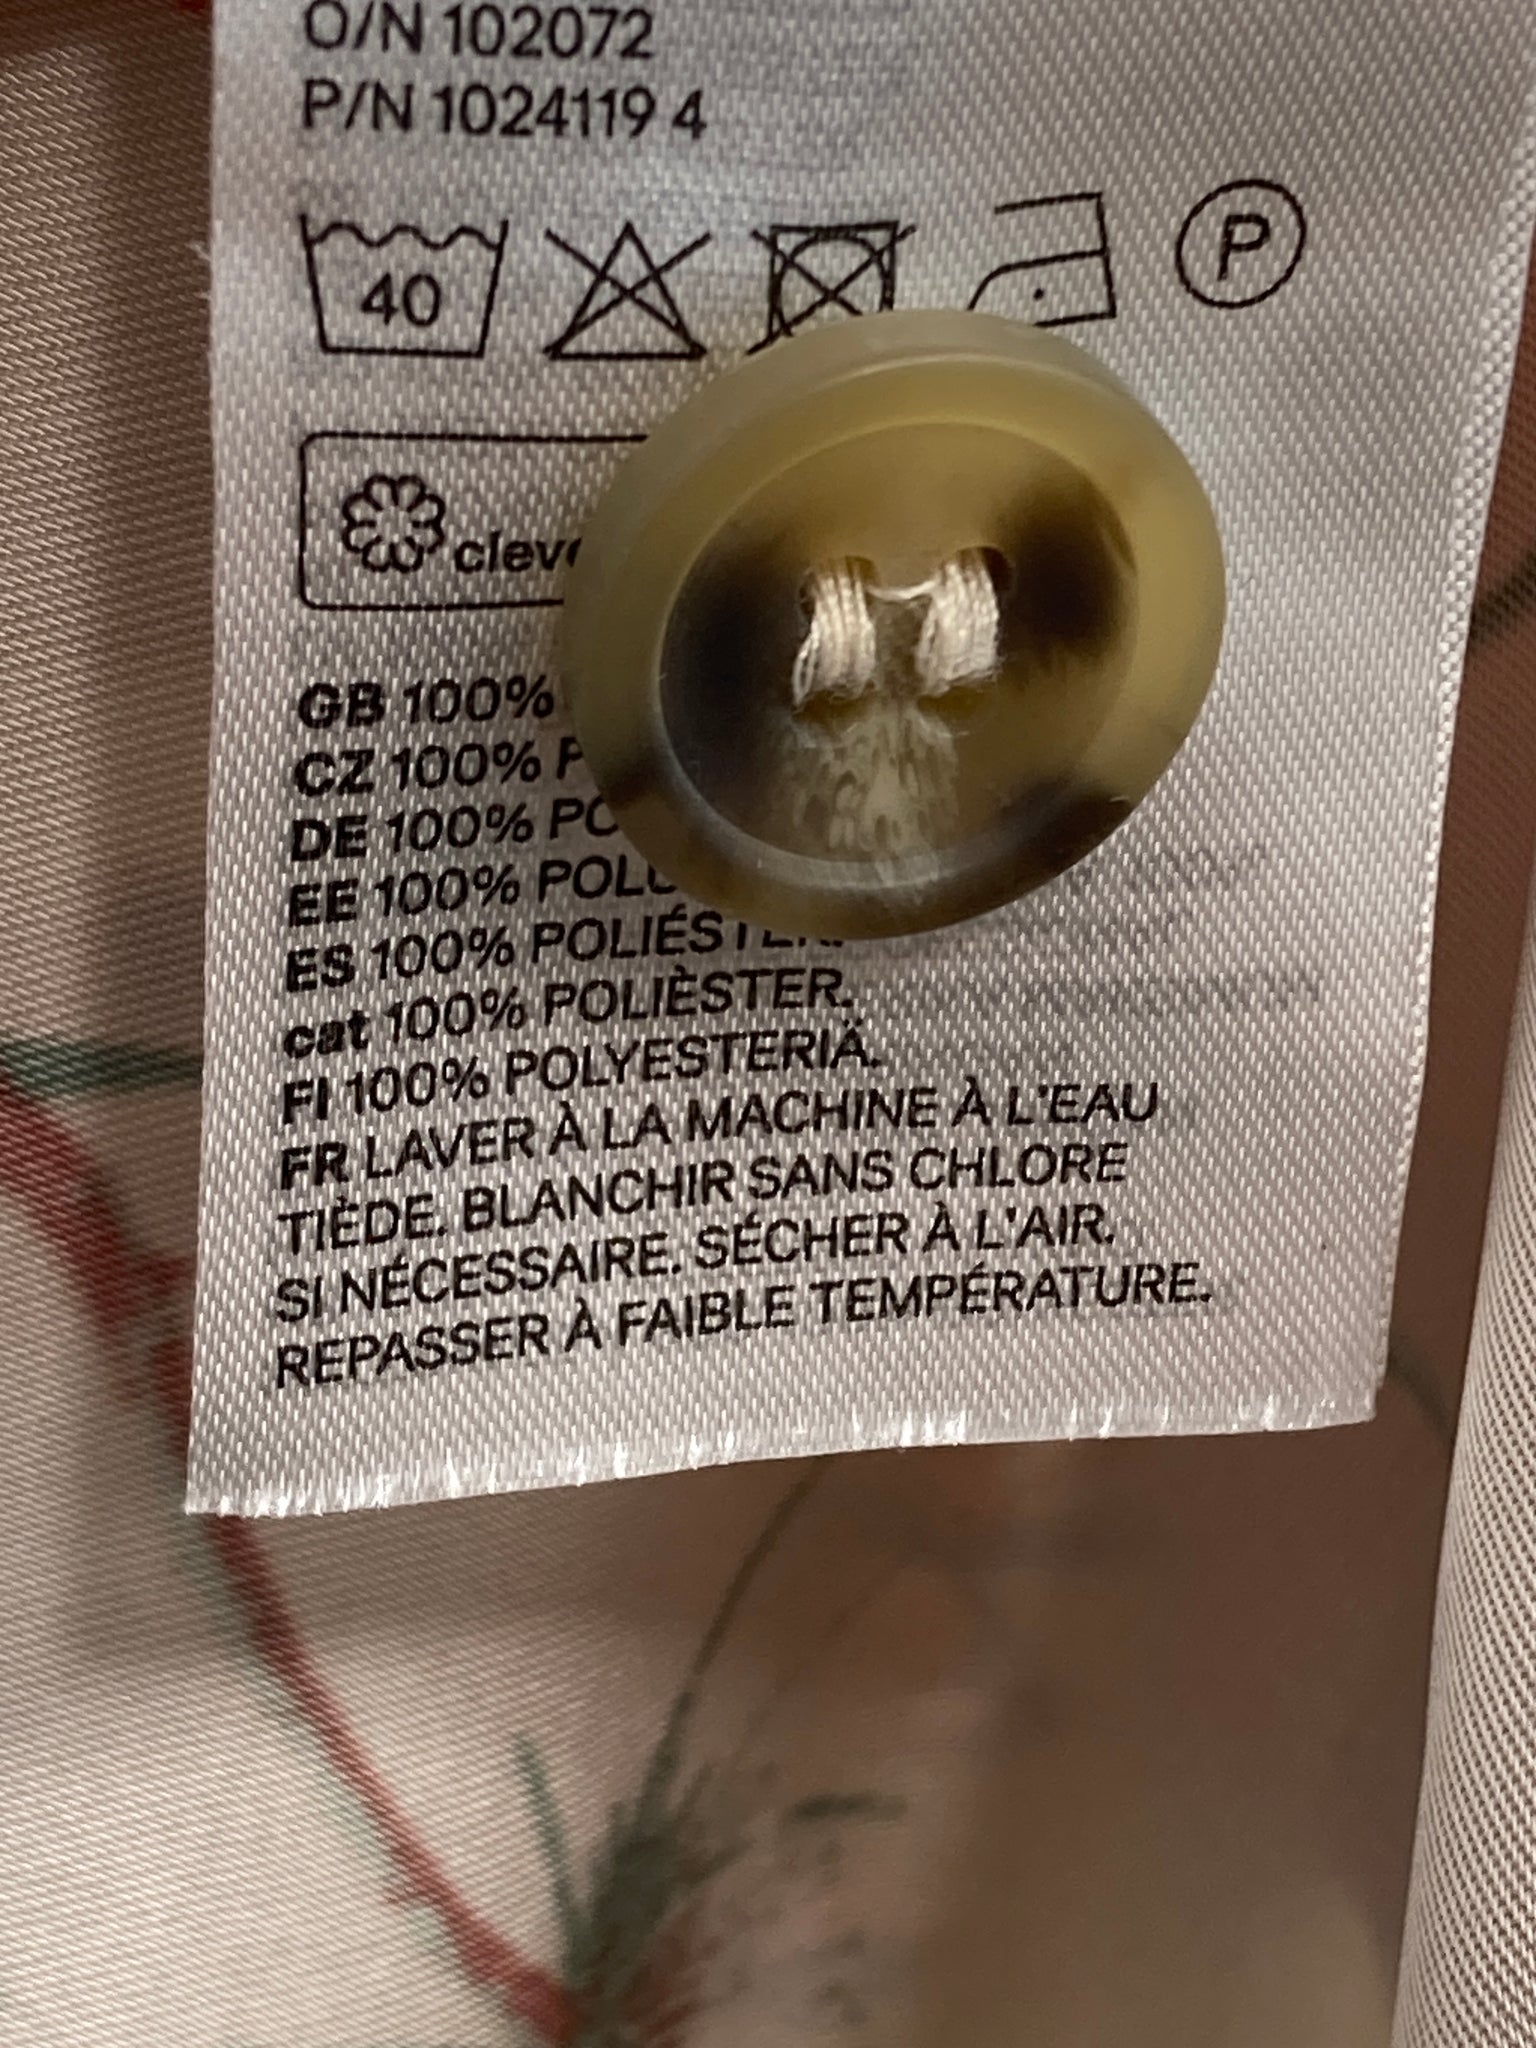 O/N 102072
P/N 1024119 4
40
P
GB 100%
CZ 100%
DE 100%
EE 100%
ES 100% POLIÉSTER.
cat 100% POLIÈSTER.
FI 100% POLYESTERIÄ.
FR LAVER À LA MACHINE À L'EAU
TIÈDE. BLANCHIR SANS CHLORE
SI NÉCESSAIRE. SÉCHER À L'AIR.
REPASSER À FAIBLE TEMPÉRATURE.